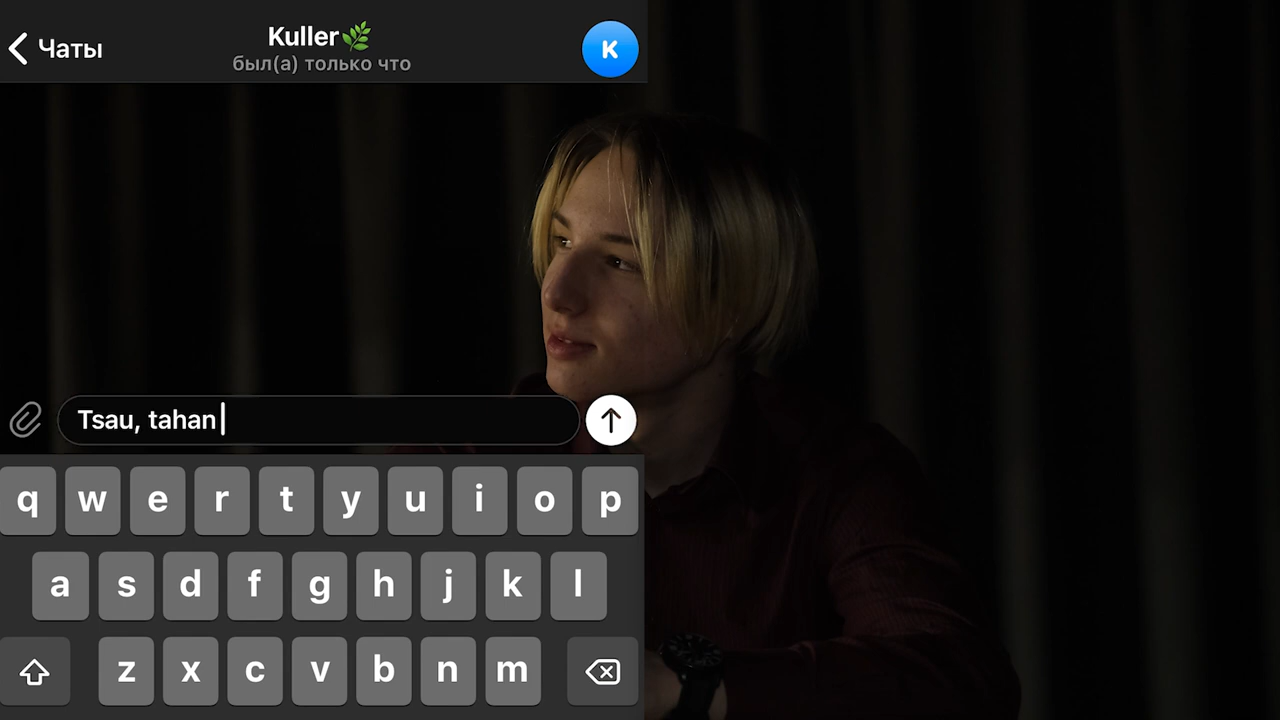 Чаты
Kuller🌿
был(а) только что
K
Tsau, tahan
q w e r t y u i o p
a s d f g h j k l
z x c v b n m